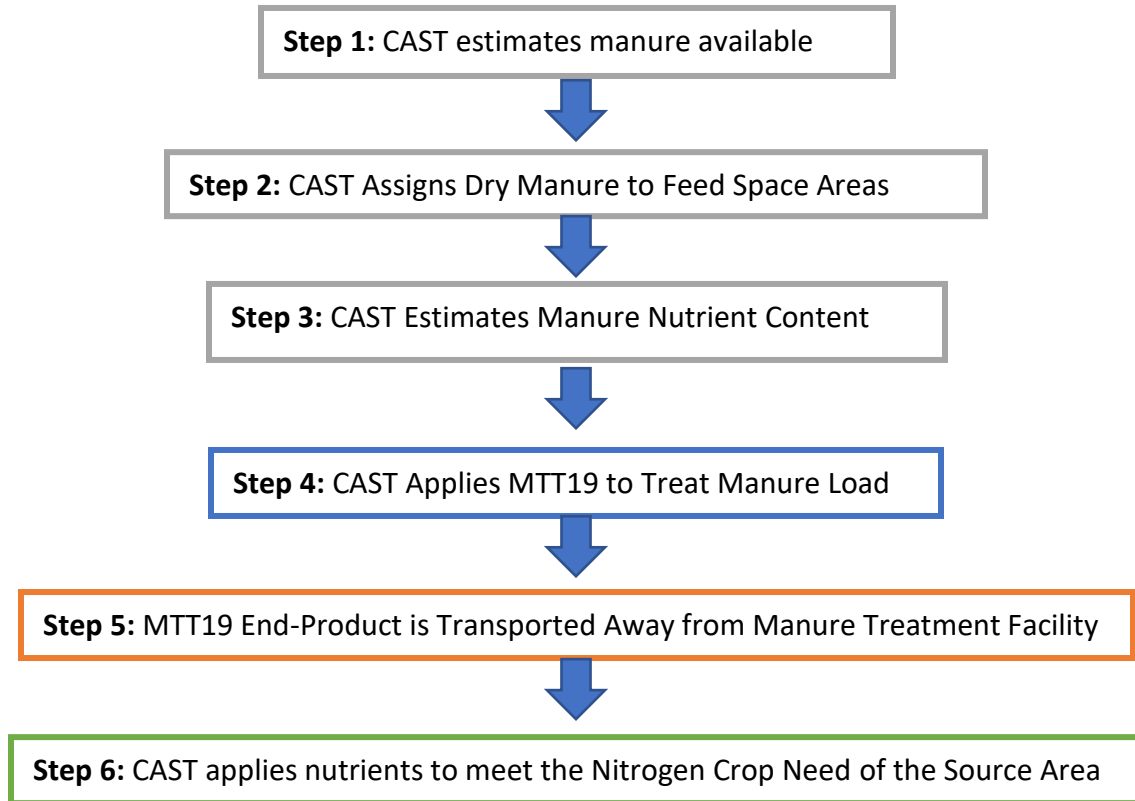 Step 1: CAST estimates manure available
Step 2: CAST Assigns Dry Manure to Feed Space Areas
Step 3: CAST Estimates Manure Nutrient Content
Step 4: CAST Applies MTT19 to Treat Manure Load
Step 5: MTT19 End-Product is Transported Away from Manure Treatment Facility
Step 6: CAST applies nutrients to meet the Nitrogen Crop Need of the Source Area